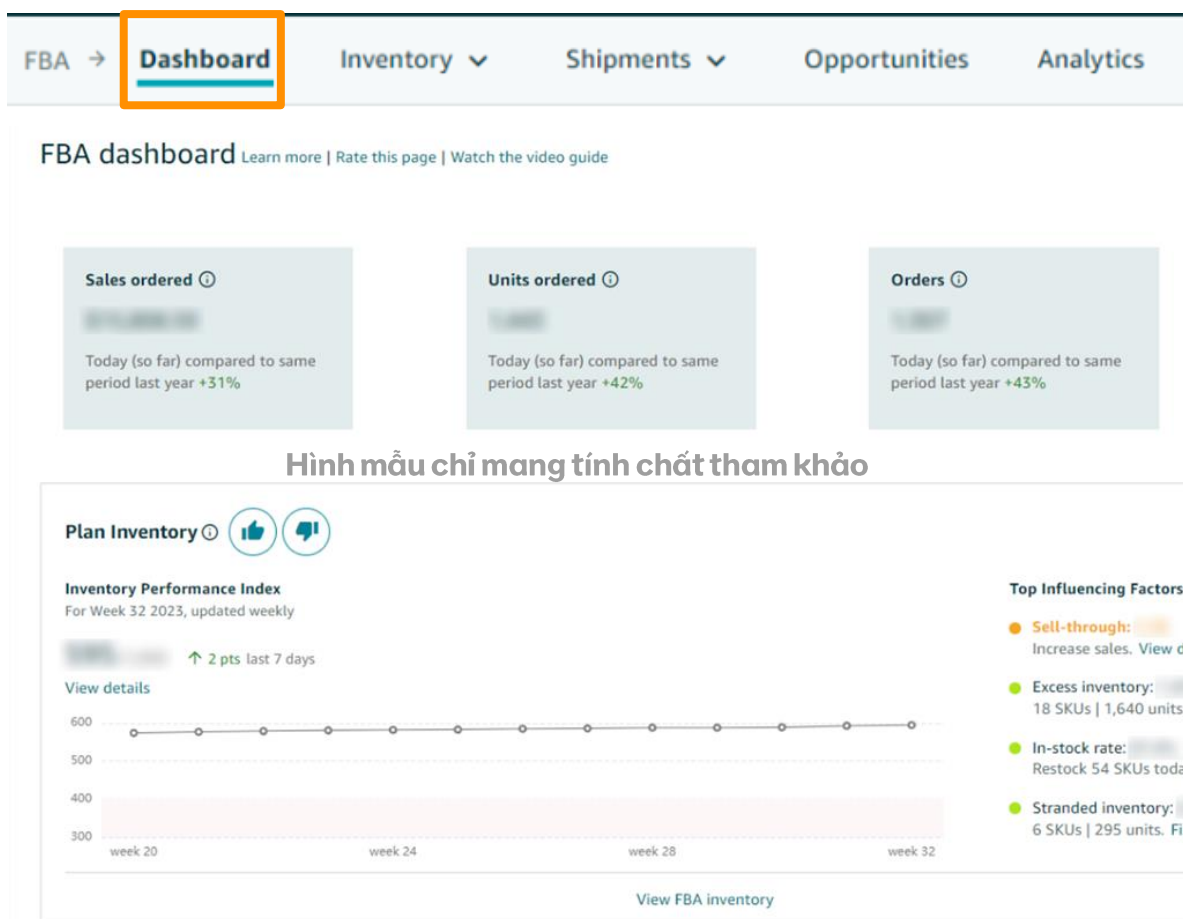 FBA → Dashboard Inventory Shipments Opportunities Analytics
FBA dashboard Learn more | Rate this page | Watch the video guide
Sales ordered
Today (so far) compared to same
period last year +31%
Units ordered
Today (so far) compared to same
period last year +42%
Orders
Today (so far) compared to same
period last year +43%
Hình mẫu chỉ mang tính chất tham khảo
Plan Inventory
Inventory Performance Index
For Week 32 2023, updated weekly
↑ 2 pts last 7 days
View details
600
500
400
300
week 20 week 24 week 28 week 32
Top Influencing Factors
Sell-through:
Increase sales. View
Excess inventory:
18 SKUs | 1,640 units
In-stock rate:
Restock 54 SKUs
Stranded inventory:
6 SKUs | 295 units.
View FBA inventory